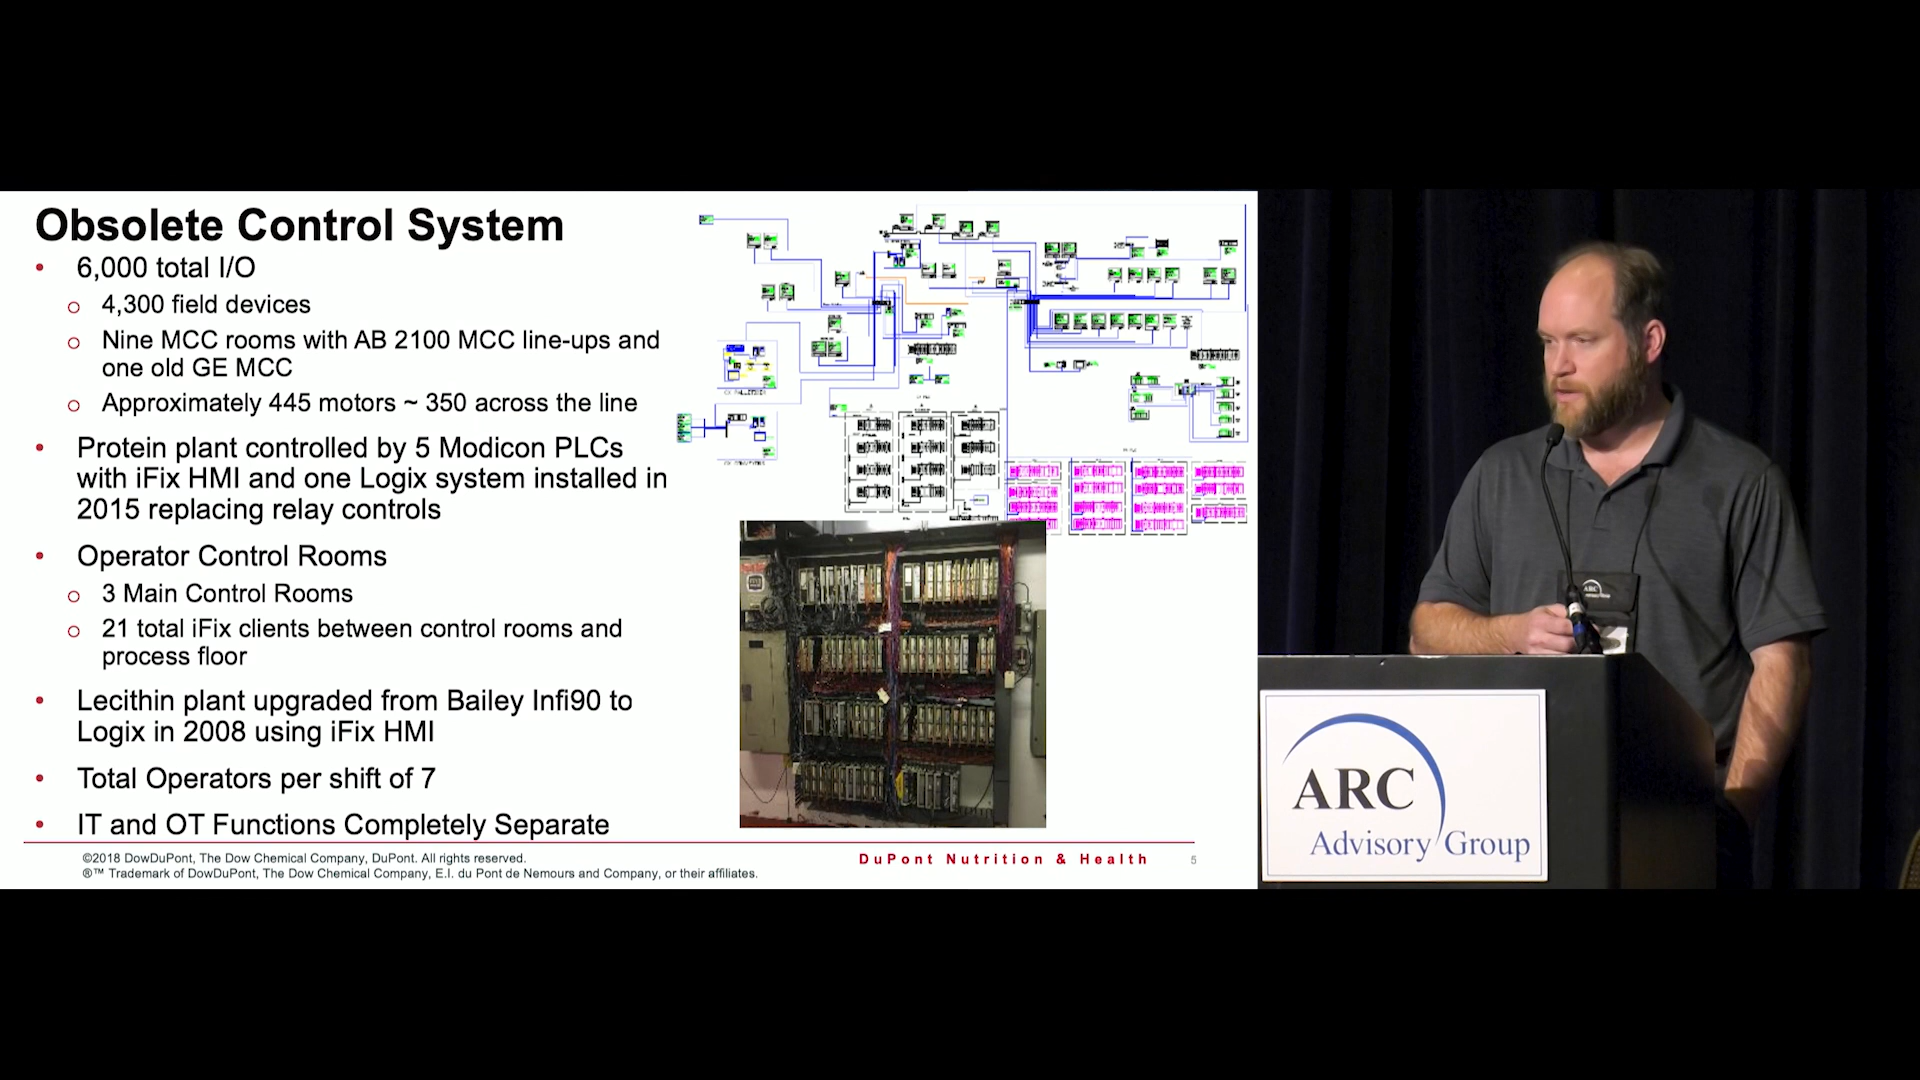 Obsolete Control System
• 6,000 total I/O
o 4,300 field devices
o Nine MCC rooms with AB 2100 MCC line-ups and
one old GE MCC
o Approximately 445 motors ~ 350 across the line
• Protein plant controlled by 5 Modicon PLCs
with iFix HMI and one Logix system installed in
2015 replacing relay controls
• Operator Control Rooms
o 3 Main Control Rooms
o 21 total iFix clients between control rooms and
process floor
• Lecithin plant upgraded from Bailey Infi90 to
Logix in 2008 using iFix HMI
• Total Operators per shift of 7
• IT and OT Functions Completely Separate
©2018 DowDuPont, The Dow Chemical Company, DuPont. All rights reserved.
®™ Trademark of DowDuPont, The Dow Chemical Company, E.I. du Pont de Nemours and Company, or their affiliates.
DuPont Nutrition & Health
5
ARC
ARC
Advisory Group